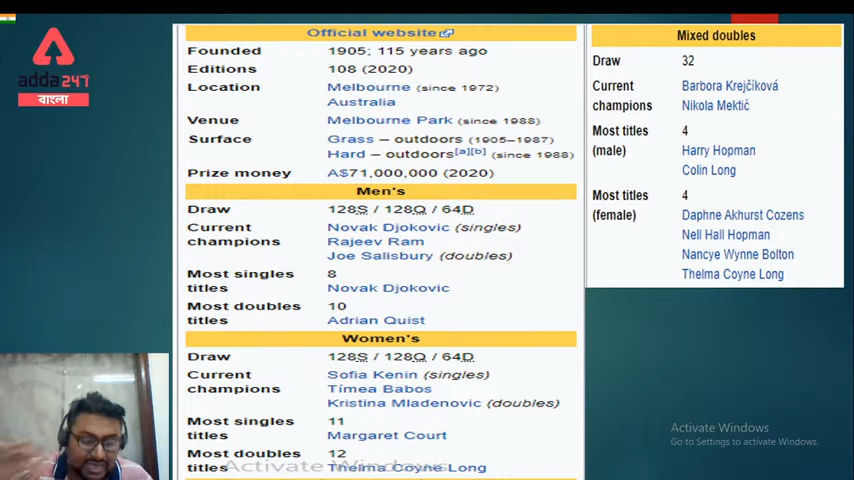 adda247
বাংলা
Official website
Founded 1905; 115 years ago
Editions 108 (2020)
Location Melbourne (since 1972)
Australia
Venue Melbourne Park (since 1988)
Surface Grass – outdoors (1905–1987)
Hard – outdoors[a][b] (since 1988)
Prize money A$71,000,000 (2020)
Men's
Draw 128S / 128Q / 64D
Current Novak Djokovic (singles)
champions Rajeev Ram
Joe Salisbury (doubles)
Most singles 8
titles Novak Djokovic
Most doubles 10
titles Adrian Quist
Women's
Draw 128S / 128Q / 64D
Current Sofia Kenin (singles)
champions Tímea Babos
Kristina Mladenovic (doubles)
Most singles 11
titles Margaret Court
Most doubles 12
titles Thelma Coyne Long
Activate Windows
Mixed doubles
Draw 32
Current Barbora Krejčíková
champions Nikola Mektić
Most titles 4
(male) Harry Hopman
Colin Long
Most titles 4
(female) Daphne Akhurst Cozens
Nell Hall Hopman
Nancye Wynne Bolton
Thelma Coyne Long
Activate Windows
Go to Settings to activate Windows.